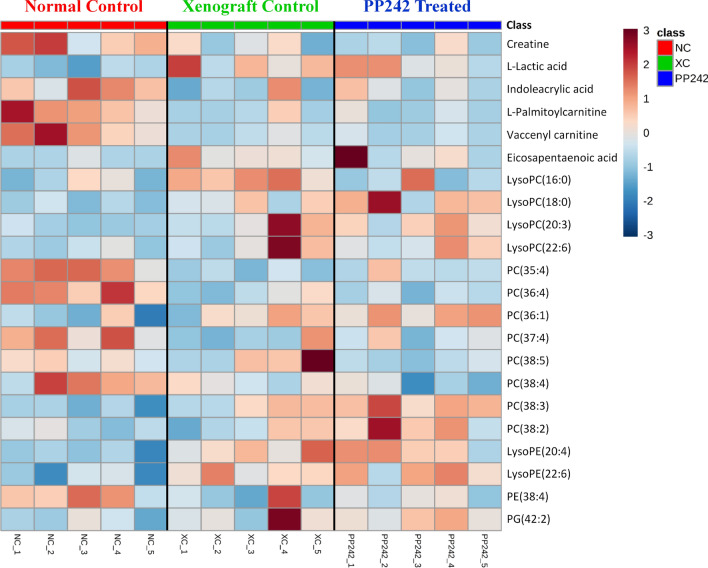 Normal Control Xenograft Control PP242 Treated
Class
Creatine
L-Lactic acid
Indoleacrylic acid
L-Palmitoylcarnitine
Vaccenyl carnitine
Eicosapentaenoic acid
LysoPC(16:0)
LysoPC(18:0)
LysoPC(20:3)
LysoPC(22:6)
PC(35:4)
PC(36:4)
PC(36:1)
PC(37:4)
PC(38:5)
PC(38:4)
PC(38:3)
PC(38:2)
LysoPE(20:4)
LysoPE(22:6)
PE(38:4)
PG(42:2)
NC_1 NC_2 NC_3 NC_4 NC_5 XC_1 XC_2 XC_3 XC_4 XC_5 PP242_1 PP242_2 PP242_3 PP242_4 PP242_5
3
2
1
0
-1
-2
-3
class
NC
XC
PP242